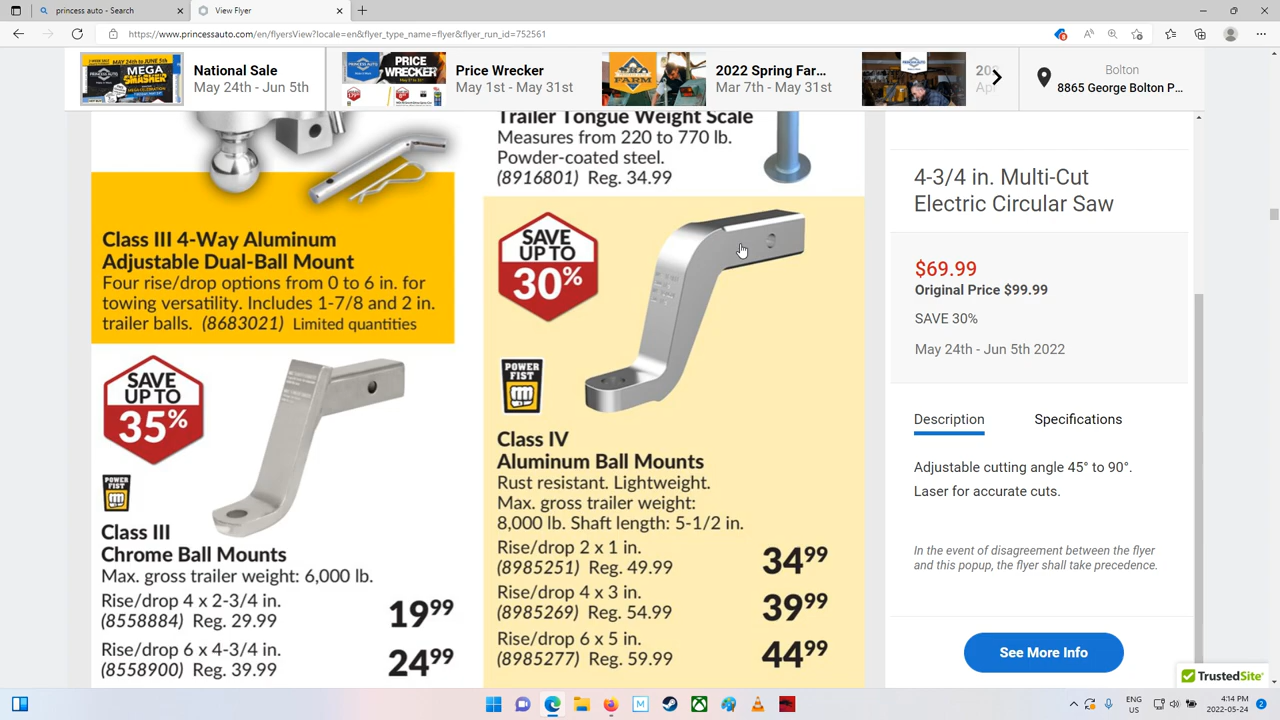 princess auto - Search
View Flyer
https://www.princessauto.com/en/flyersView?locale=en&flyer_type_name=flyer&flyer_run_id=752561
National Sale
May 24th - Jun 5th
Price Wrecker
May 1st - May 31st
2022 Spring Far...
Mar 7th - May 31st
Bolton
8865 George Bolton P...
MEGA
PRICE
WRECKER
FARM
Trailer Tongue Weight Scale
Measures from 220 to 770 lb.
Powder-coated steel.
(8916801) Reg. 34.99
Class III 4-Way Aluminum
Adjustable Dual-Ball Mount
Four rise/drop options from 0 to 6 in. for
towing versatility. Includes 1-7/8 and 2 in.
trailer balls. (8683021) Limited quantities
SAVE
UP TO
35%
POWER
FIST
Class III
Chrome Ball Mounts
Max. gross trailer weight: 6,000 lb.
Rise/drop 4 x 2-3/4 in.
(8558884) Reg. 29.99 19⁹⁹
Rise/drop 6 x 4-3/4 in.
(8558900) Reg. 39.99 24⁹⁹
SAVE
UP TO
30%
POWER
FIST
Class IV
Aluminum Ball Mounts
Rust resistant. Lightweight.
Max. gross trailer weight:
8,000 lb. Shaft length: 5-1/2 in.
Rise/drop 2 x 1 in.
(8985251) Reg. 49.99 34⁹⁹
Rise/drop 4 x 3 in.
(8985269) Reg. 54.99 39⁹⁹
Rise/drop 6 x 5 in.
(8985277) Reg. 59.99 44⁹⁹
4-3/4 in. Multi-Cut
Electric Circular Saw
$69.99
Original Price $99.99
SAVE 30%
May 24th - Jun 5th 2022
Description Specifications
Adjustable cutting angle 45° to 90°.
Laser for accurate cuts.
In the event of disagreement between the flyer
and this popup, the flyer shall take precedence.
See More Info
TrustedSite
ENG
US
4:14 PM
2022-05-24
2